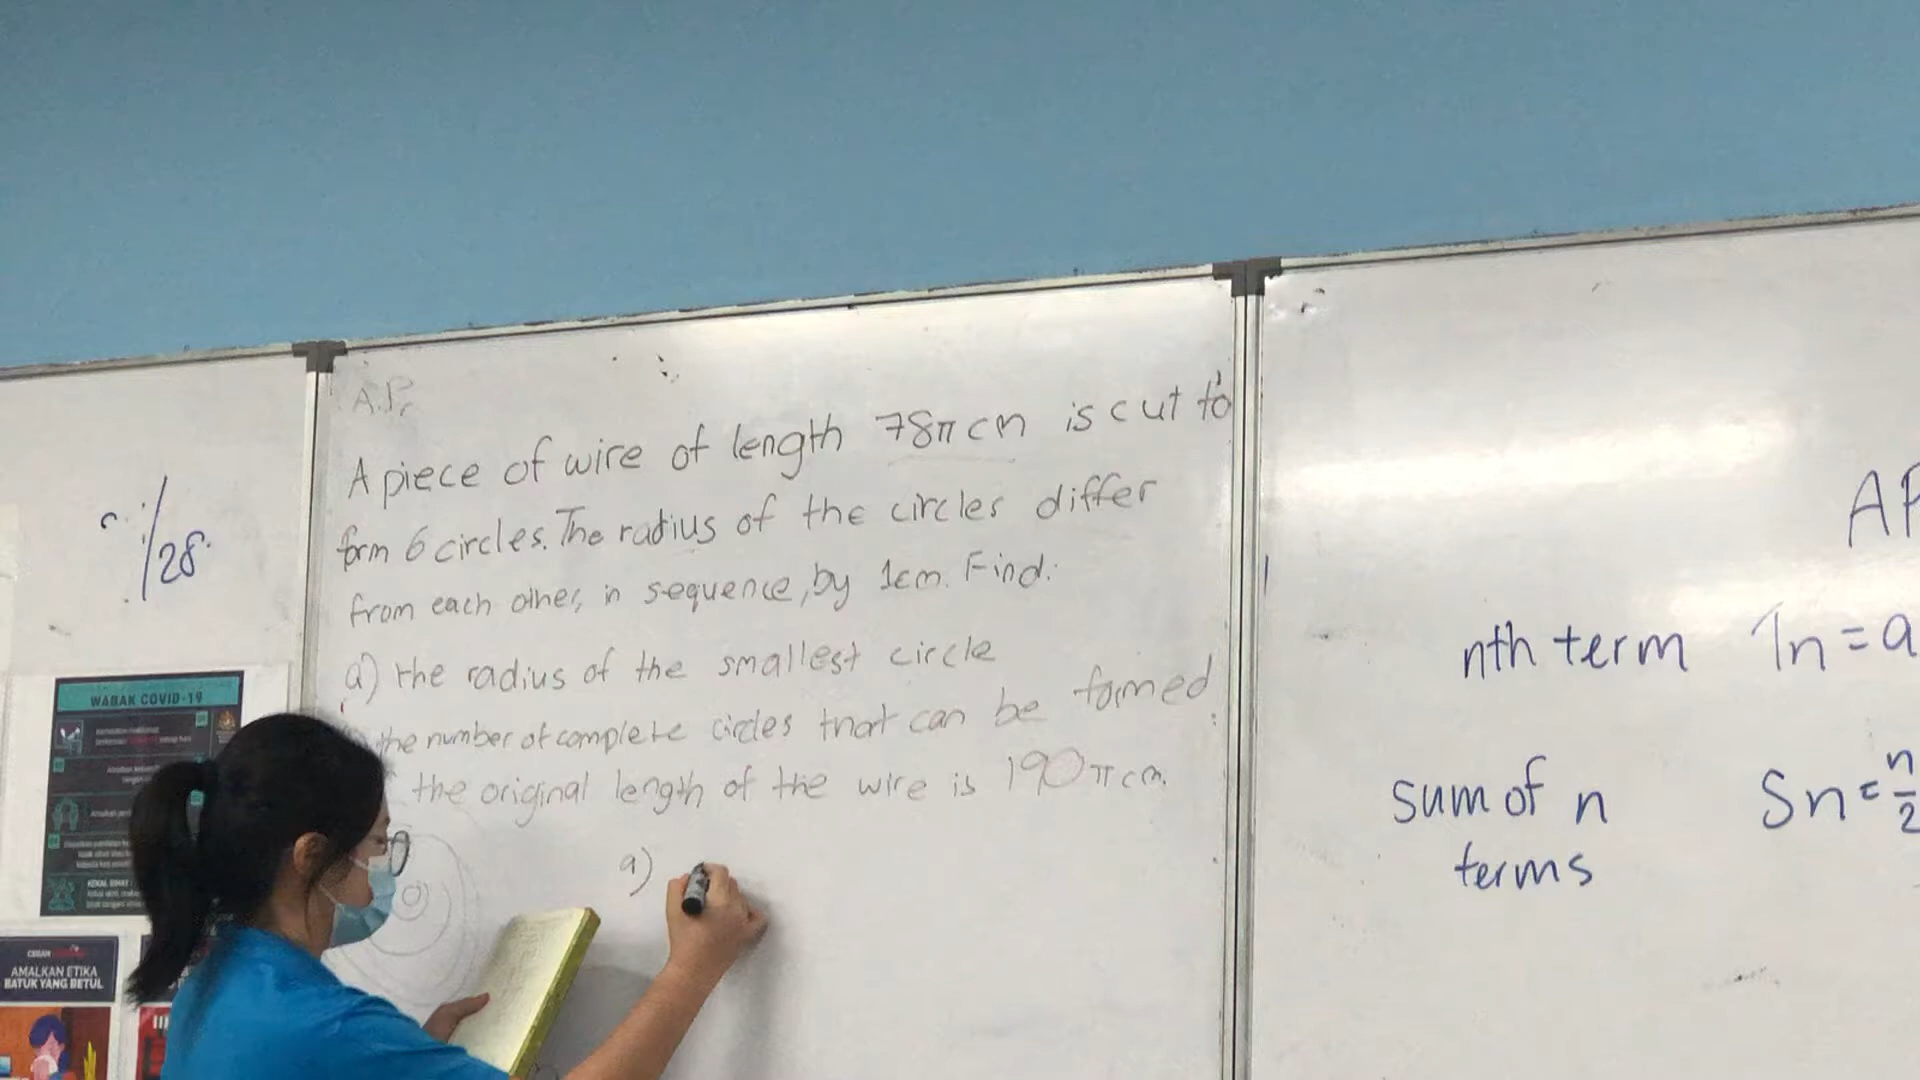 /28.
A.P,
A piece of wire of length 78π cm is cut to
form 6 circles. The radius of the circles differ
from each other, in sequence, by 1cm. Find:
a) the radius of the smallest circle
the number of complete circles that can be formed
the original length of the wire is 190π cm.
a)
AP
nth term Tn = a
sum of n Sn = n/2
terms
WABAK COVID-19
AMALKAN ETIKA
BATUK YANG BETUL